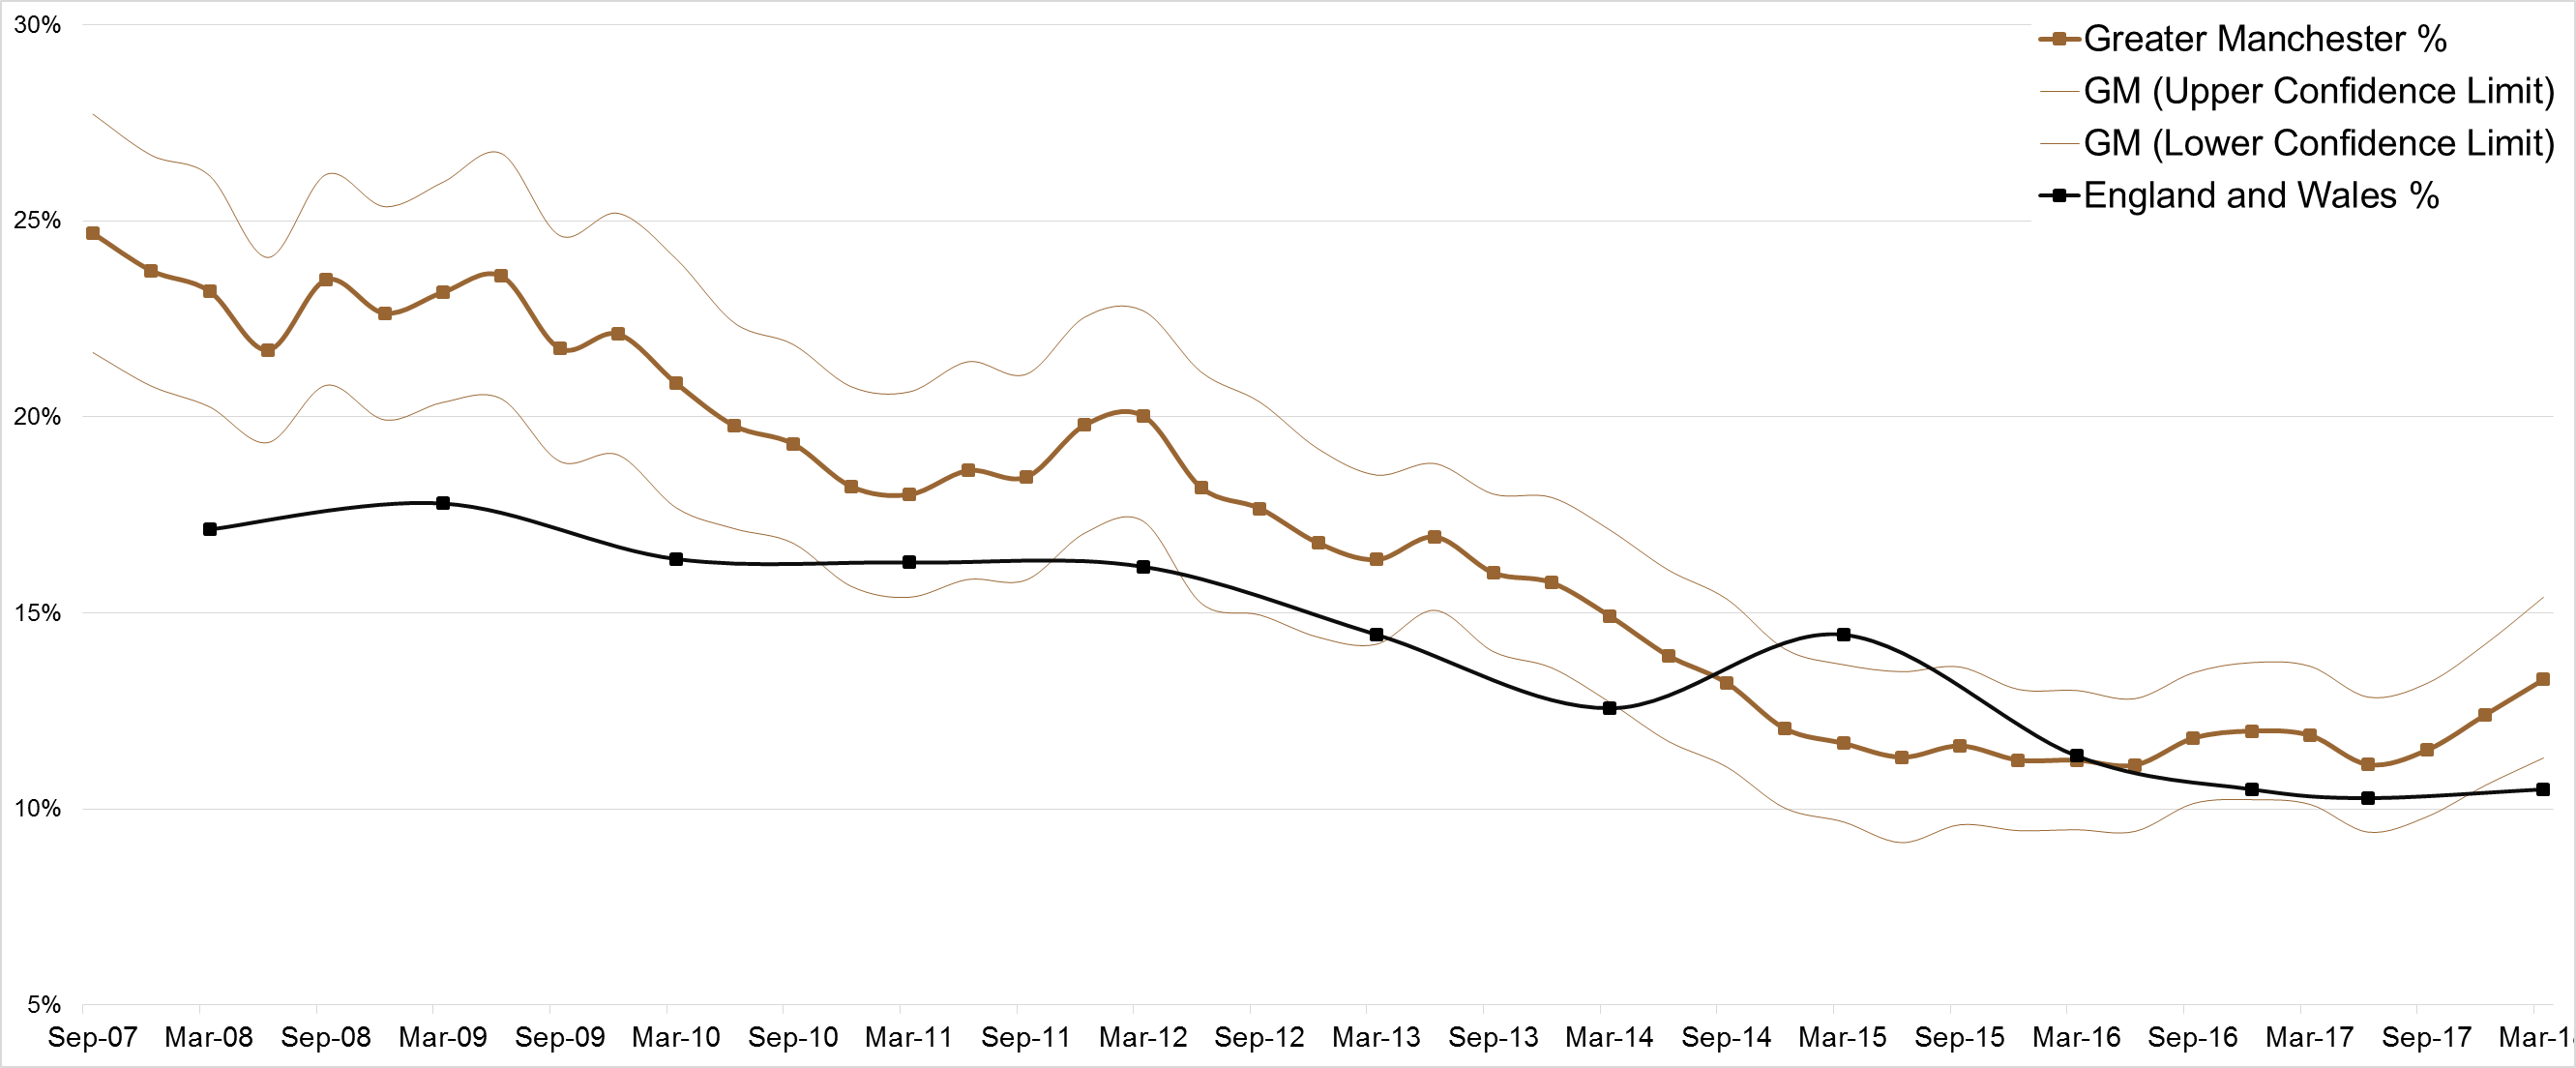 30%
25%
20%
15%
10%
5%
Greater Manchester %
GM (Upper Confidence Limit)
GM (Lower Confidence Limit)
England and Wales %
Sep-07 Mar-08 Sep-08 Mar-09 Sep-09 Mar-10 Sep-10 Mar-11 Sep-11 Mar-12 Sep-12 Mar-13 Sep-13 Mar-14 Sep-14 Mar-15 Sep-15 Mar-16 Sep-16 Mar-17 Sep-17